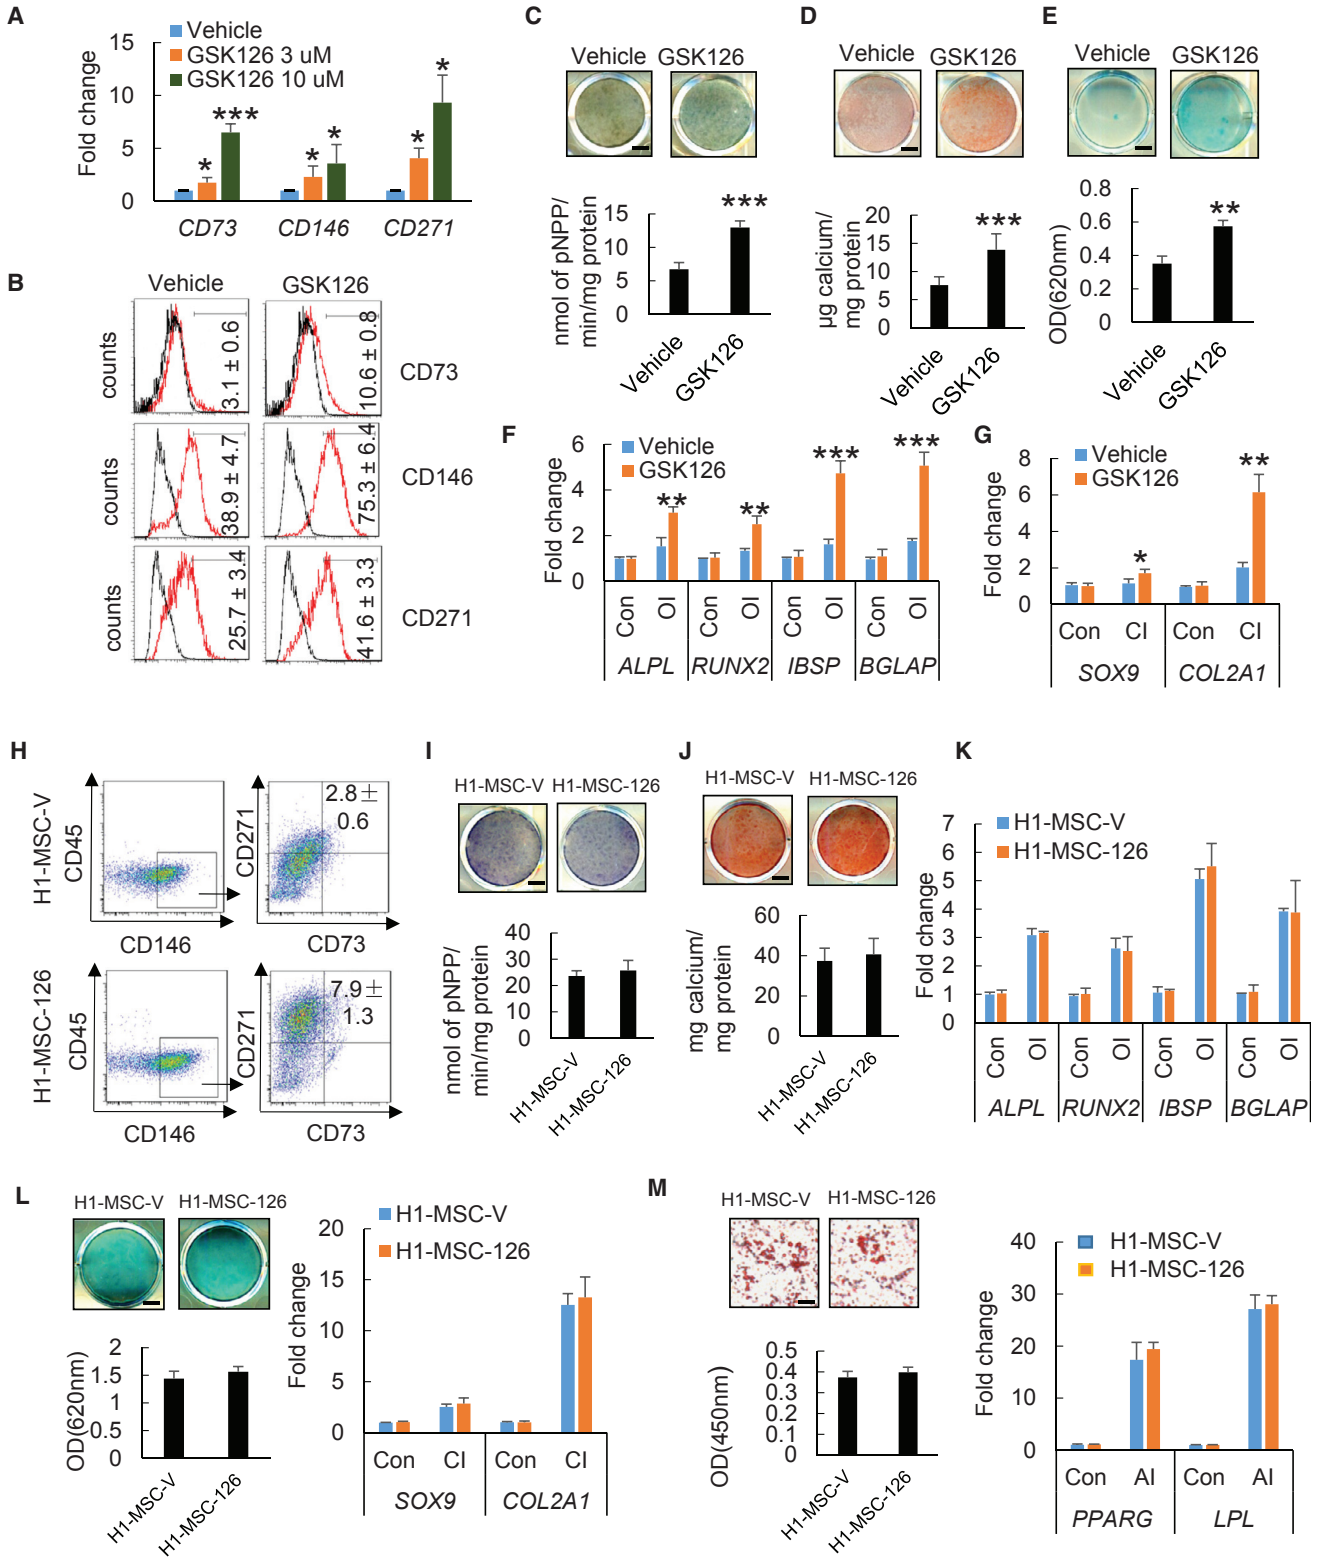 A
Vehicle
GSK126 3 uM
GSK126 10 uM
Fold change
15
10
5
0
***
*
*
*
*
*
CD73
CD146
CD271
B
Vehicle
GSK126
counts
3.1 ± 0.6
10.6 ± 0.8
CD73
counts
38.9 ± 4.7
75.3 ± 6.4
CD146
counts
25.7 ± 3.4
41.6 ± 3.3
CD271
C
Vehicle
GSK126
nmol of pNPP/
min/mg protein
15
10
5
0
***
Vehicle
GSK126
D
Vehicle
GSK126
µg calcium/
mg protein
20
15
10
5
0
***
Vehicle
GSK126
E
Vehicle
GSK126
OD(620nm)
0.8
0.6
0.4
0.2
0
**
Vehicle
GSK126
F
Vehicle
GSK126
Fold change
6
4
2
0
**
**
***
***
Con
OI
Con
OI
Con
OI
Con
OI
ALPL
RUNX2
IBSP
BGLAP
G
Vehicle
GSK126
Fold change
8
6
4
2
0
*
**
Con
CI
Con
CI
SOX9
COL2A1
H
H1-MSC-V
CD45
CD146
CD271
2.8 ±
0.6
CD73
H1-MSC-126
CD45
CD146
CD271
7.9 ±
1.3
CD73
I
H1-MSC-V
H1-MSC-126
nmol of pNPP/
min/mg protein
40
30
20
10
0
H1-MSC-V
H1-MSC-126
J
H1-MSC-V
H1-MSC-126
mg calcium/
mg protein
60
40
20
0
H1-MSC-V
H1-MSC-126
K
H1-MSC-V
H1-MSC-126
Fold change
7
6
5
4
3
2
1
0
Con
OI
Con
OI
Con
OI
Con
OI
ALPL
RUNX2
IBSP
BGLAP
L
H1-MSC-V
H1-MSC-126
OD(620nm)
2
1.5
1
0.5
0
H1-MSC-V
H1-MSC-126
H1-MSC-V
H1-MSC-126
Fold change
20
15
10
5
0
Con
CI
Con
CI
SOX9
COL2A1
M
H1-MSC-V
H1-MSC-126
OD(450nm)
0.5
0.4
0.3
0.2
0.1
0
H1-MSC-V
H1-MSC-126
H1-MSC-V
H1-MSC-126
Fold change
40
30
20
10
0
Con
AI
Con
AI
PPARG
LPL